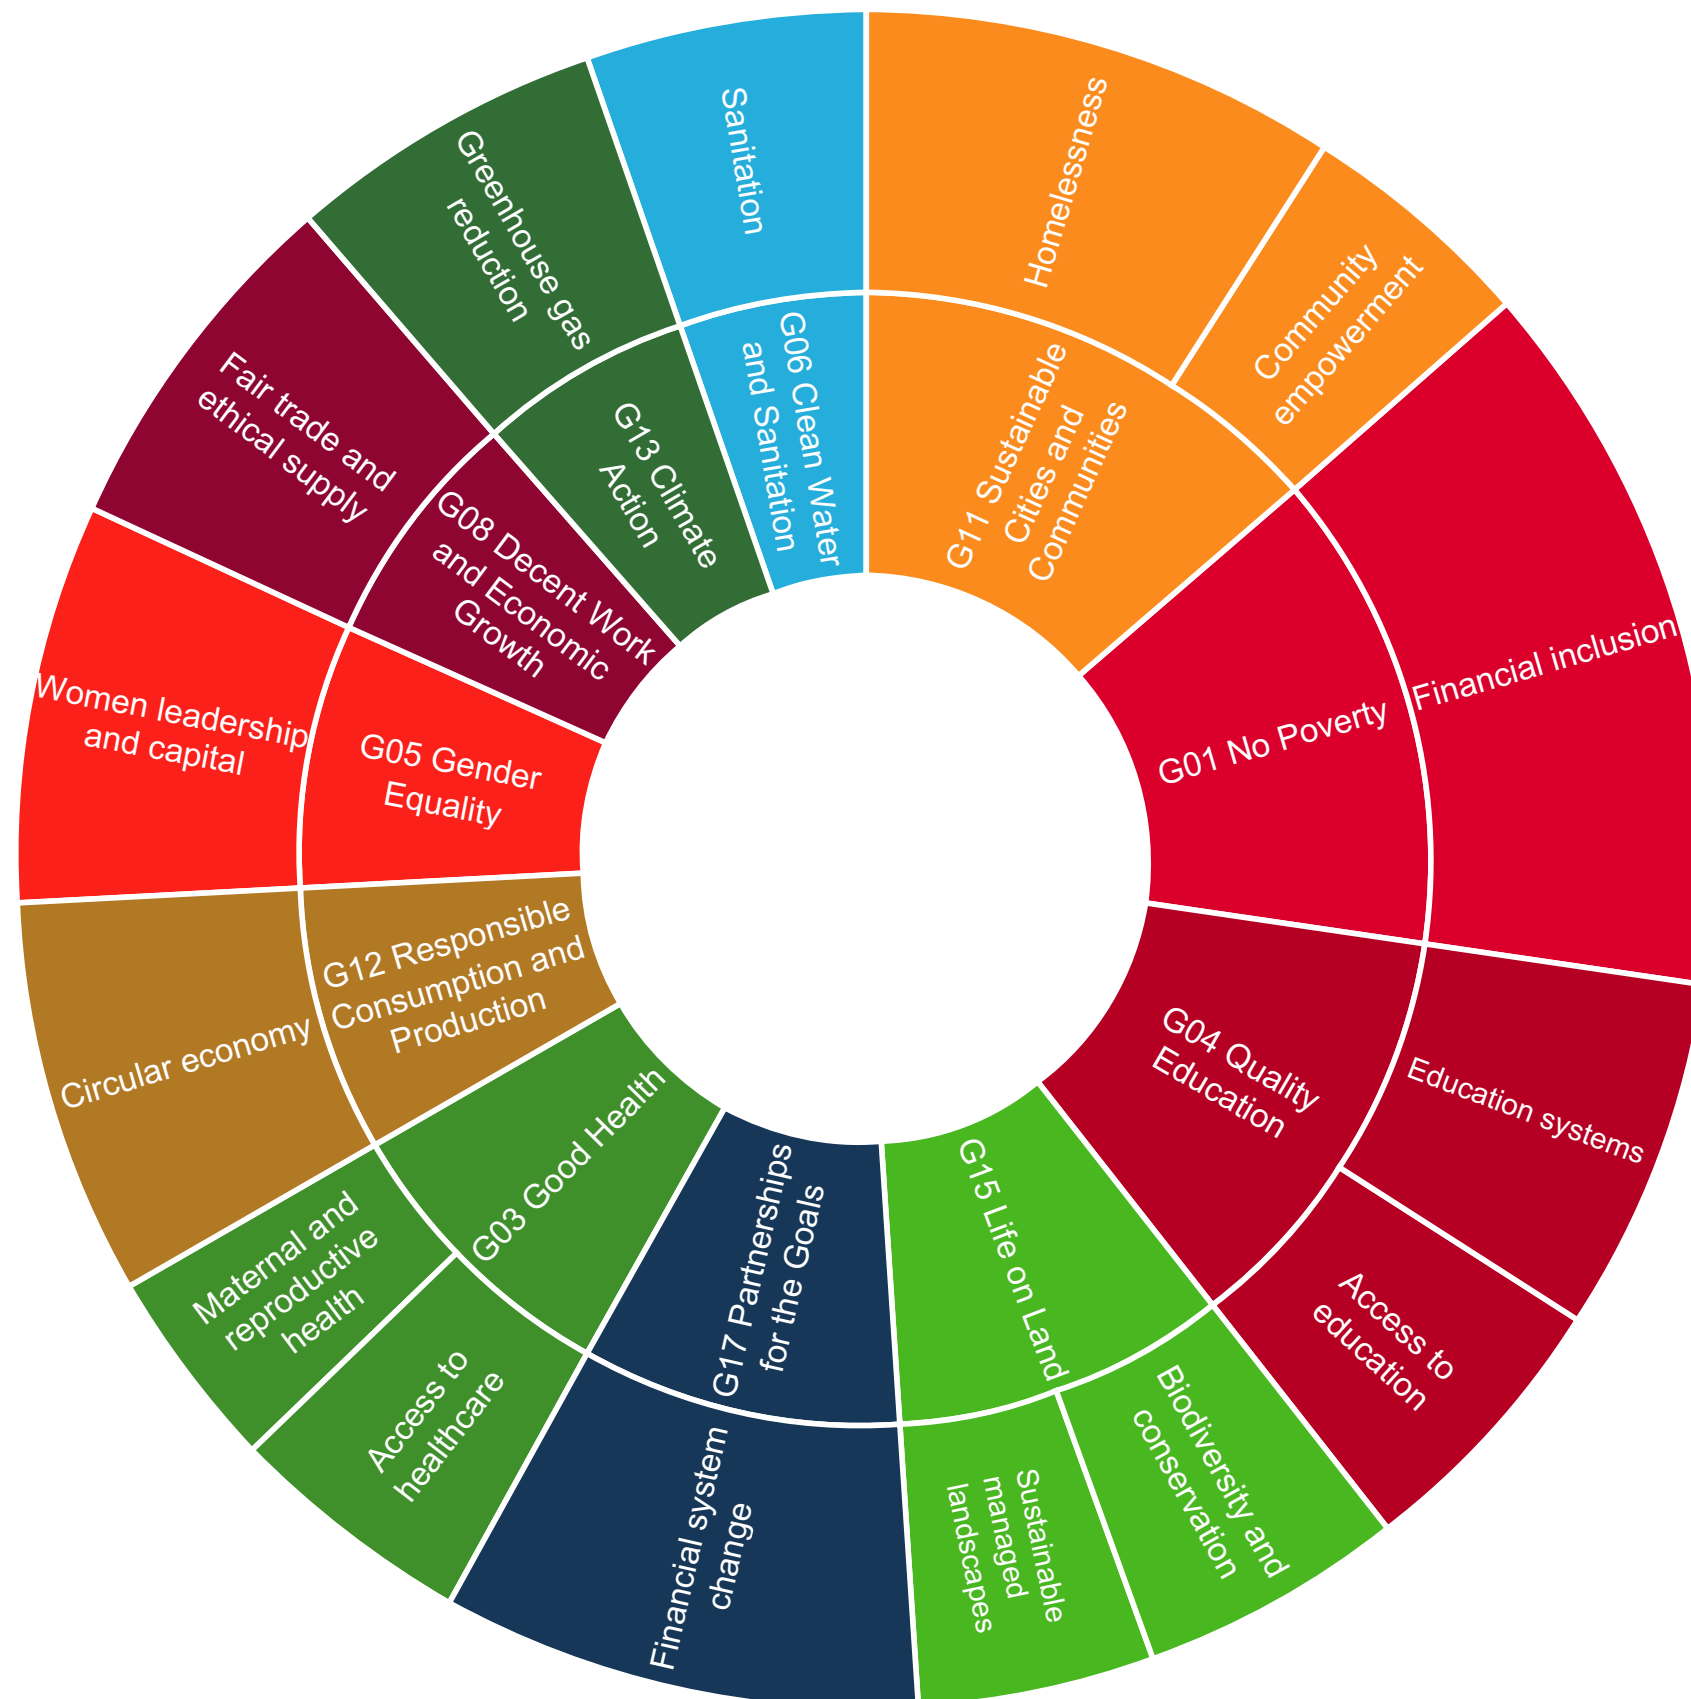 Homelessness
Community
empowerment
G11 Sustainable
Cities and
Communities
Financial inclusion
G01 No Poverty
Education systems
Access to
education
G04 Quality
Education
Biodiversity and
conservation
Sustainable
managed
landscapes
G15 Life on Land
Financial system
change
G17 Partnerships
for the Goals
Access to
healthcare
Maternal and
reproductive
health
G03 Good Health
Circular economy
G12 Responsible
Consumption and
Production
Women leadership
and capital
G05 Gender
Equality
Fair trade and
ethical supply
G08 Decent Work
and Economic
Growth
Greenhouse gas
reduction
G13 Climate
Action
Sanitation
G06 Clean Water
and Sanitation